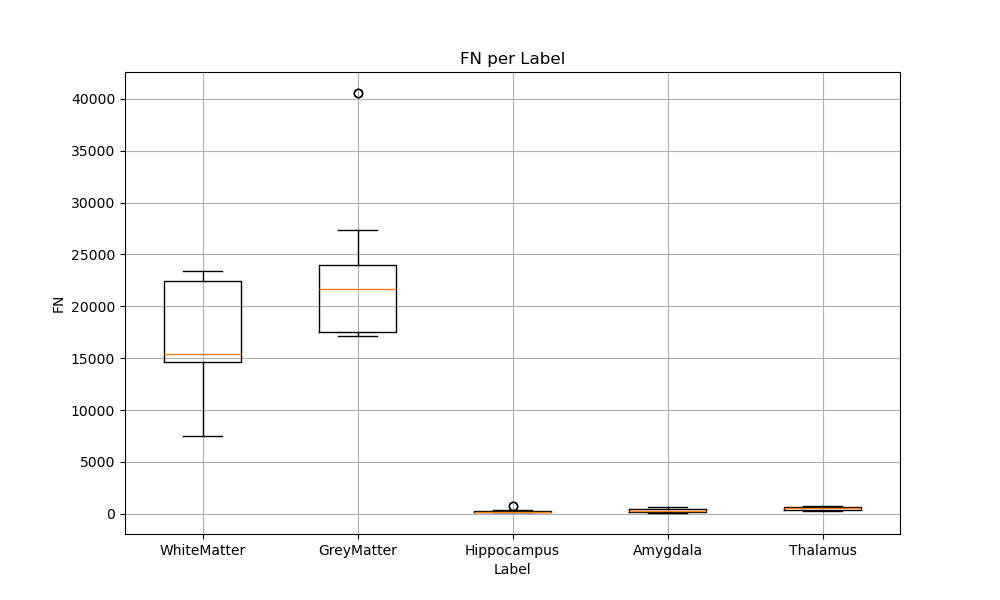 FN per Label
FN
40000
35000
30000
25000
20000
15000
10000
5000
0
WhiteMatter GreyMatter Hippocampus Amygdala Thalamus
Label